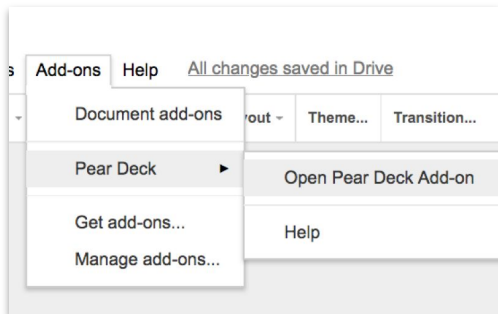 s Add-ons Help All changes saved in Drive
Document add-ons
yout Theme... Transition...
Pear Deck
Open Pear Deck Add-on
Get add-ons...
Help
Manage add-ons...